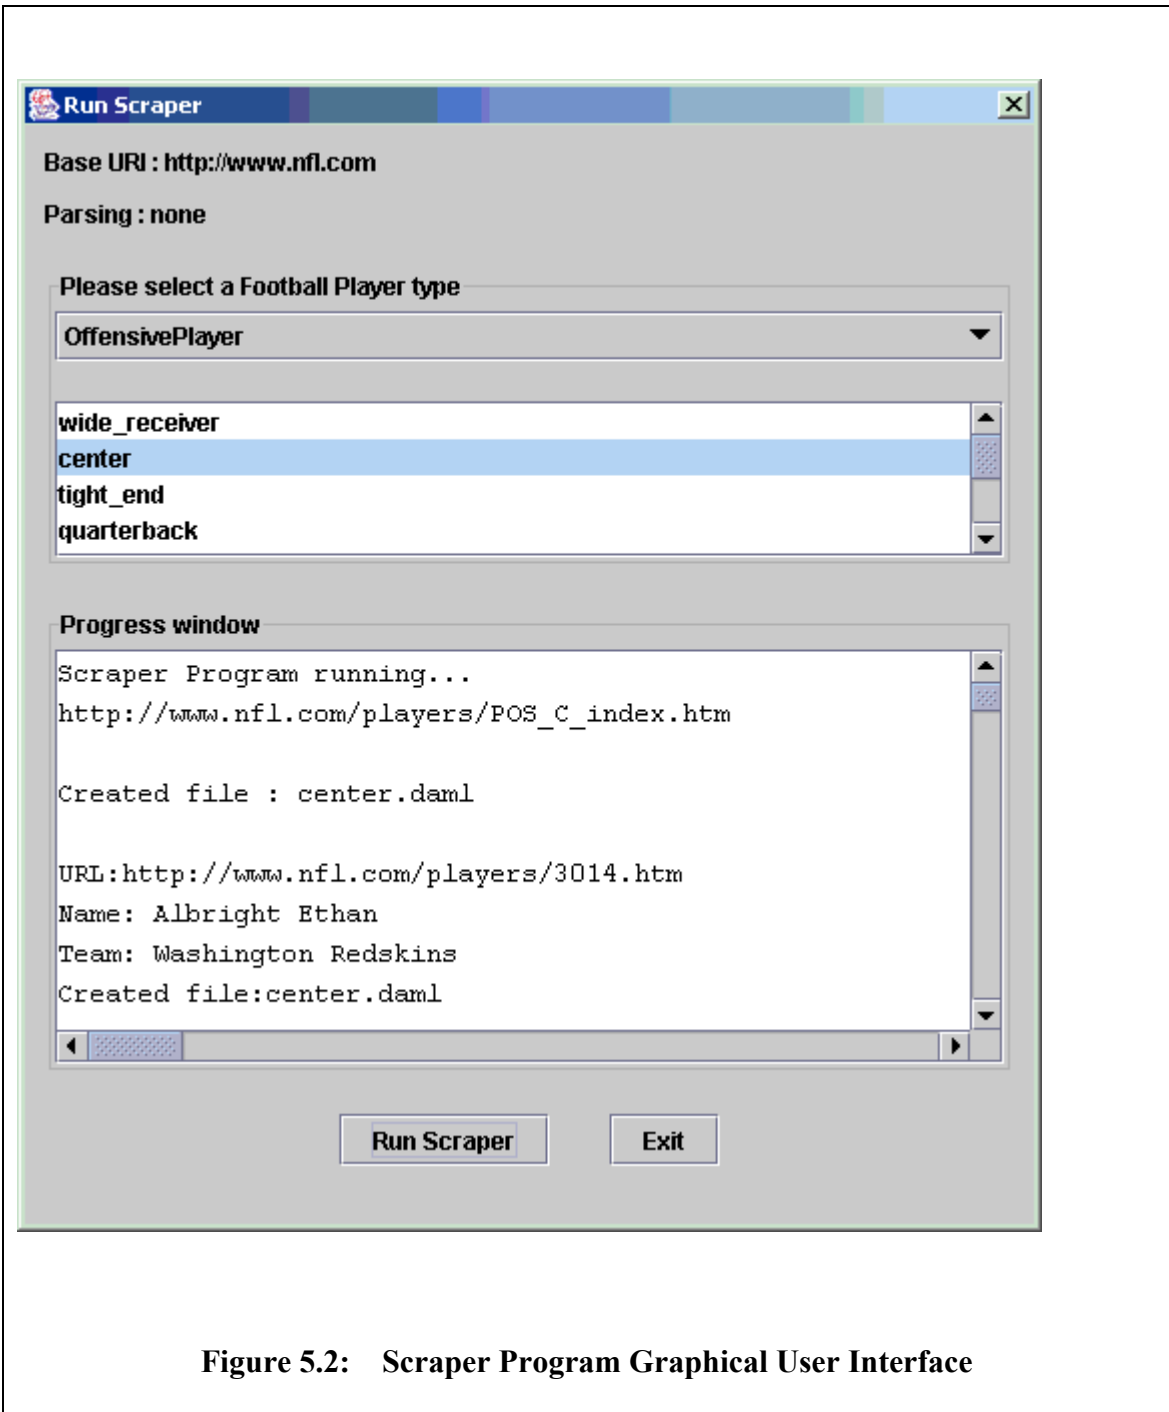 Run Scraper
Base URI : http://www.nfl.com
Parsing : none
Please select a Football Player type
OffensivePlayer
wide_receiver
center
tight_end
quarterback
Progress window
Scraper Program running...
http://www.nfl.com/players/POS_C_index.htm
Created file : center.daml
URL:http://www.nfl.com/players/3014.htm
Name: Albright Ethan
Team: Washington Redskins
Created file:center.daml
Run Scraper Exit
Figure 5.2: Scraper Program Graphical User Interface